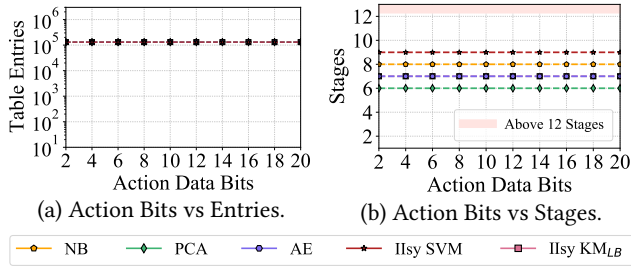 10^6
10^5
10^4
10^3
10^2
10^1
Table Entries
2 4 6 8 10 12 14 16 18 20
Action Data Bits
(a) Action Bits vs Entries.
12
10
8
6
4
2
Stages
Above 12 Stages
2 4 6 8 10 12 14 16 18 20
Action Data Bits
(b) Action Bits vs Stages.
NB PCA AE IIsy SVM IIsy KM_LB